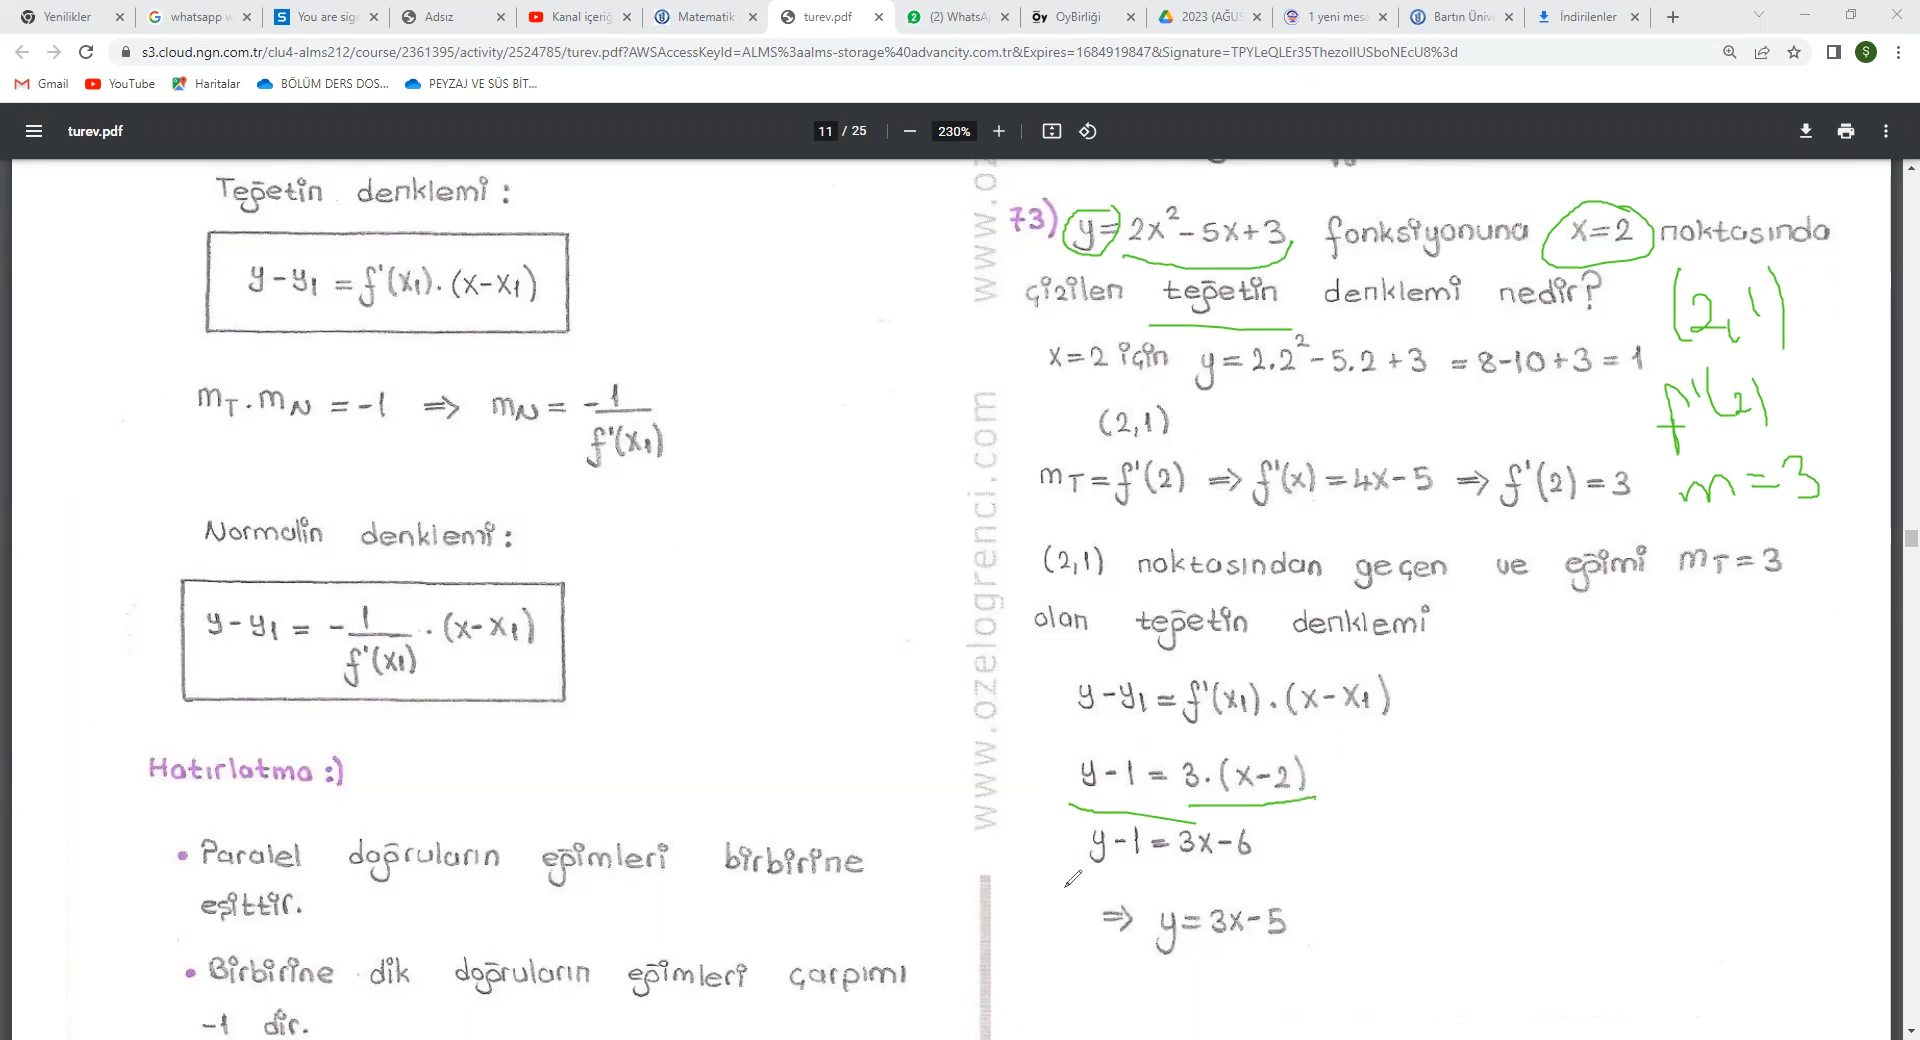 Yenilikler
whatsapp w
You are sig
Adsız
Kanal içeriğ
Matematik
turev.pdf
(2) WhatsA
OyBirliği
2023 (AĞUS
1 yeni mesa
Bartın Üniv
İndirilenler
s3.cloud.ngn.com.tr/clu4-alms212/course/2361395/activity/2524785/turev.pdf?AWSAccessKeyId=ALMS%3aalms-storage%40advancity.com.tr&Expires=1684919847&Signature=TPYLeQLEr35ThezollIUSboNEcU8%3d
Gmail
YouTube
Haritalar
BÖLÜM DERS DOS...
PEYZAJ VE SÜS BİT...
turev.pdf
11 / 25
230%
Teğetin denklemi :
y-y₁ = f'(x₁).(x-x₁)
m_T . m_N = -1 ⇒ m_N = -1/f'(x₁)
Normalin denklemi :
y-y₁ = -1/f'(x₁) . (x-x₁)
Hatırlatma :)
• Paralel doğruların eğimleri birbirine
eşittir.
• Birbirine dik doğruların eğimleri çarpımı
-1 dir.
www.oz
www.ozelogrenci.com
73) y= 2x² - 5x+3 fonksiyonuna x=2 noktasında
çizilen teğetin denklemi nedir?
(2,1)
x=2 için y= 2.2² - 5.2 +3 = 8-10+3 = 1
(2,1)
f'(2)
m_T = f'(2) ⇒ f'(x) = 4x-5 ⇒ f'(2) = 3
m=3
(2,1) noktasından geçen ve eğimi m_T = 3
olan teğetin denklemi
y-y₁ = f'(x₁).(x-x₁)
y-1 = 3.(x-2)
y-1 = 3x-6
⇒ y= 3x-5